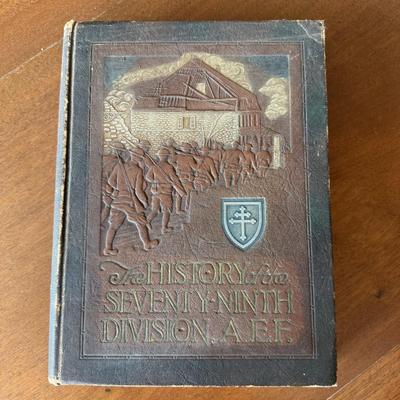 The HISTORY of the
SEVENTY-NINTH
DIVISION, A.E.F.